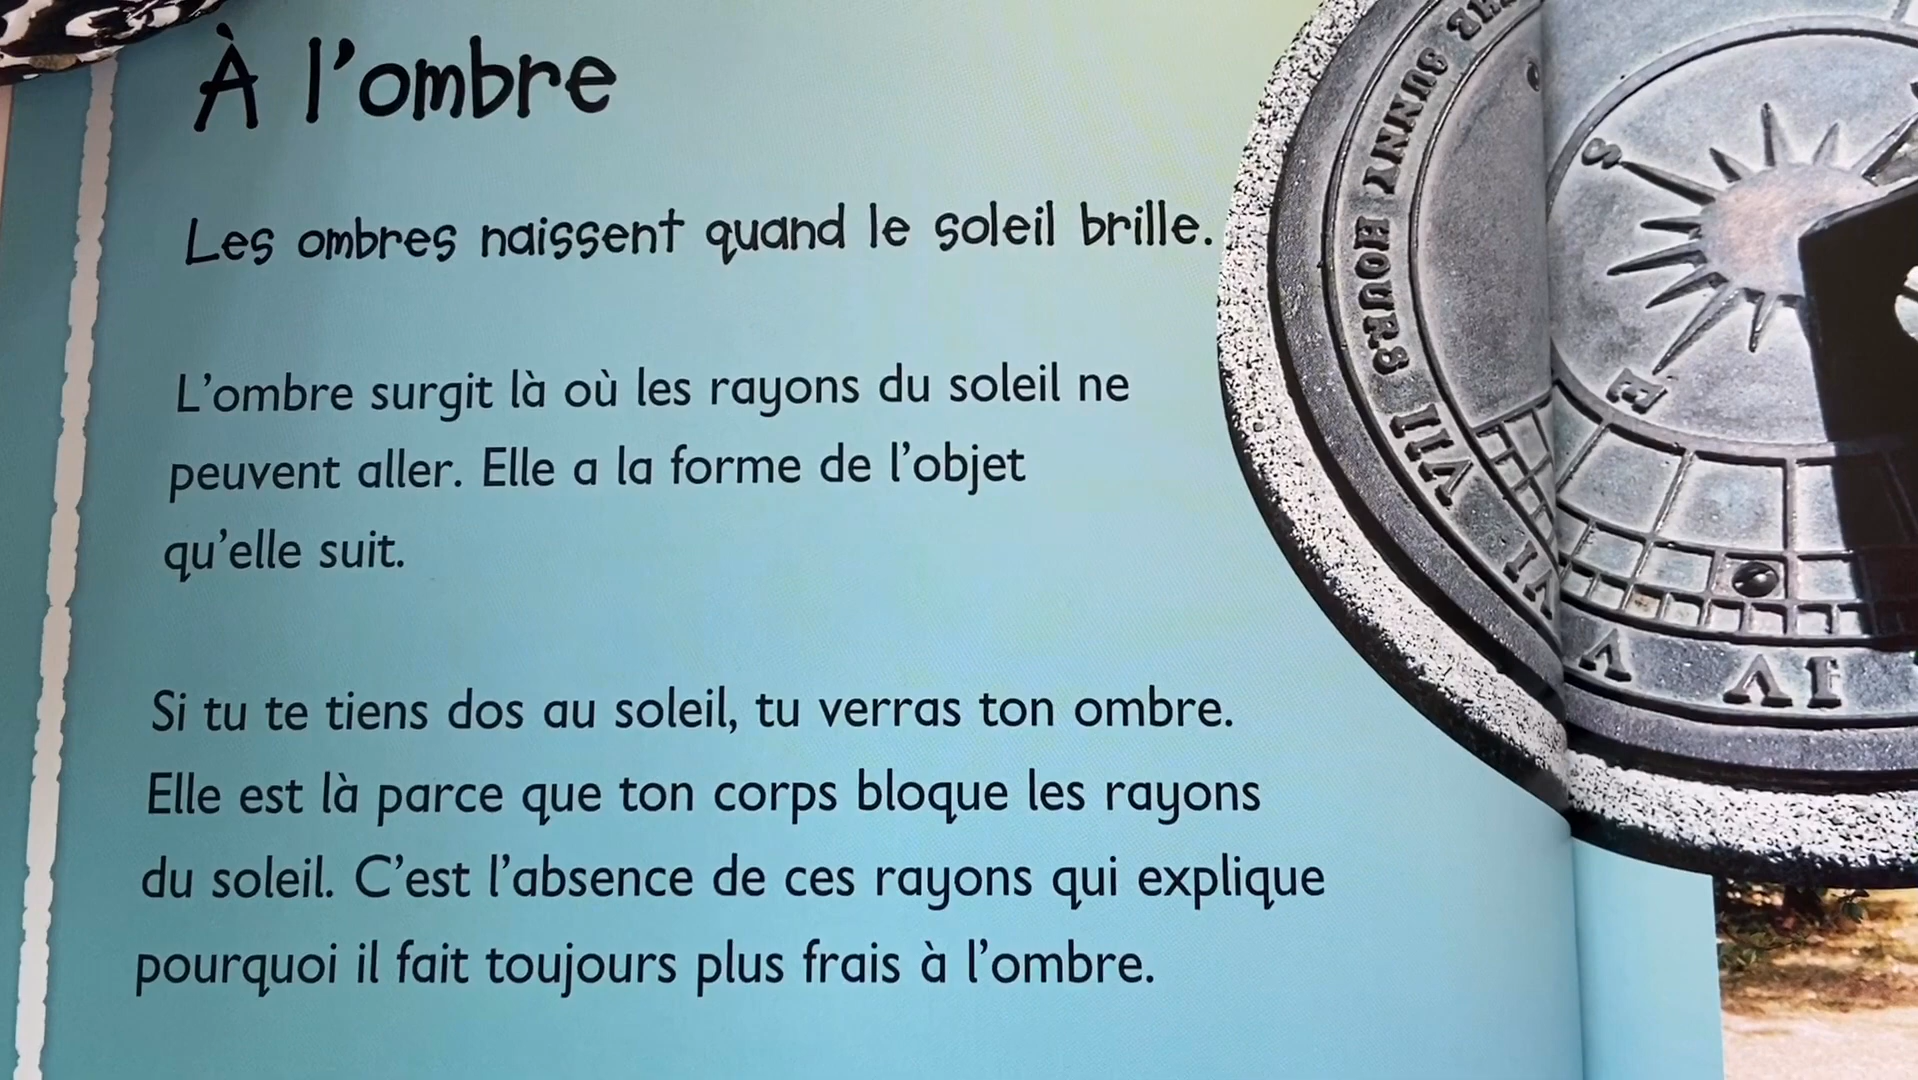 À l'ombre
Les ombres naissent quand le soleil brille.
L'ombre surgit là où les rayons du soleil ne
peuvent aller. Elle a la forme de l'objet
qu'elle suit.
Si tu te tiens dos au soleil, tu verras ton ombre.
Elle est là parce que ton corps bloque les rayons
du soleil. C'est l'absence de ces rayons qui explique
pourquoi il fait toujours plus frais à l'ombre.
SUNNY HOURS
VII
VI
V
S
E